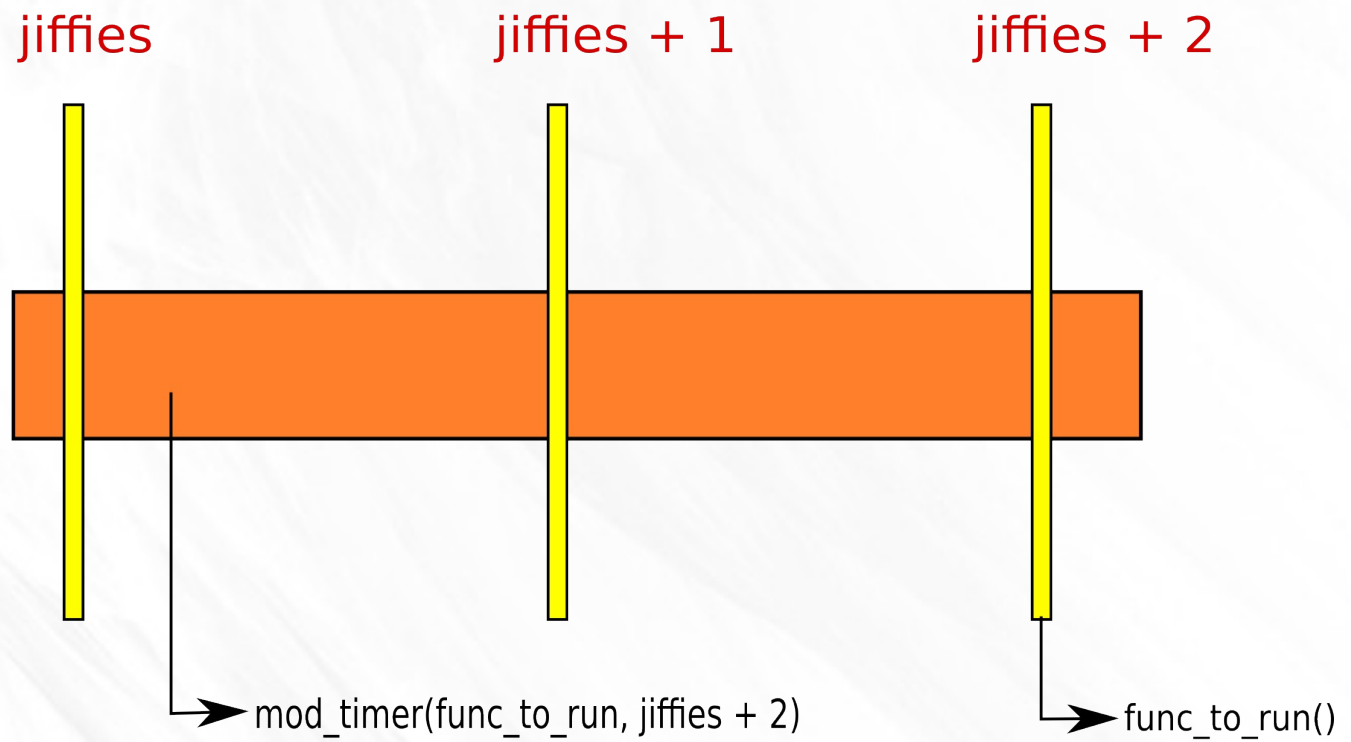 jiffies
jiffies + 1
jiffies + 2
mod_timer(func_to_run, jiffies + 2)
func_to_run()